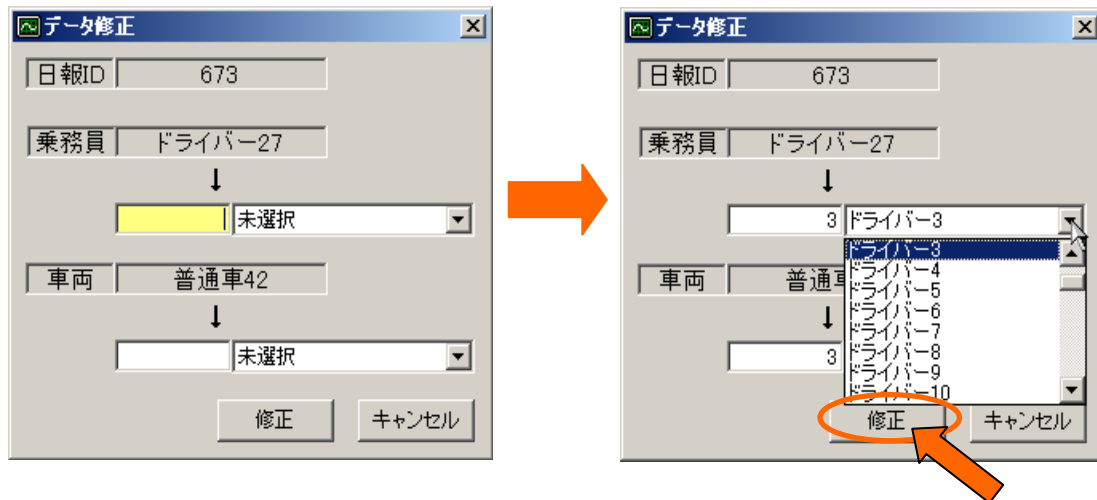 データ修正
日報ID 673
乗務員 ドライバー27
↓
未選択
車両 普通車42
↓
未選択
修正 キャンセル
データ修正
日報ID 673
乗務員 ドライバー27
↓
3 ドライバー3
ドライバー3
ドライバー4
車両 普通車
ドライバー5
ドライバー6
↓
ドライバー7
3
ドライバー8
ドライバー9
ドライバー10
修正 キャンセル